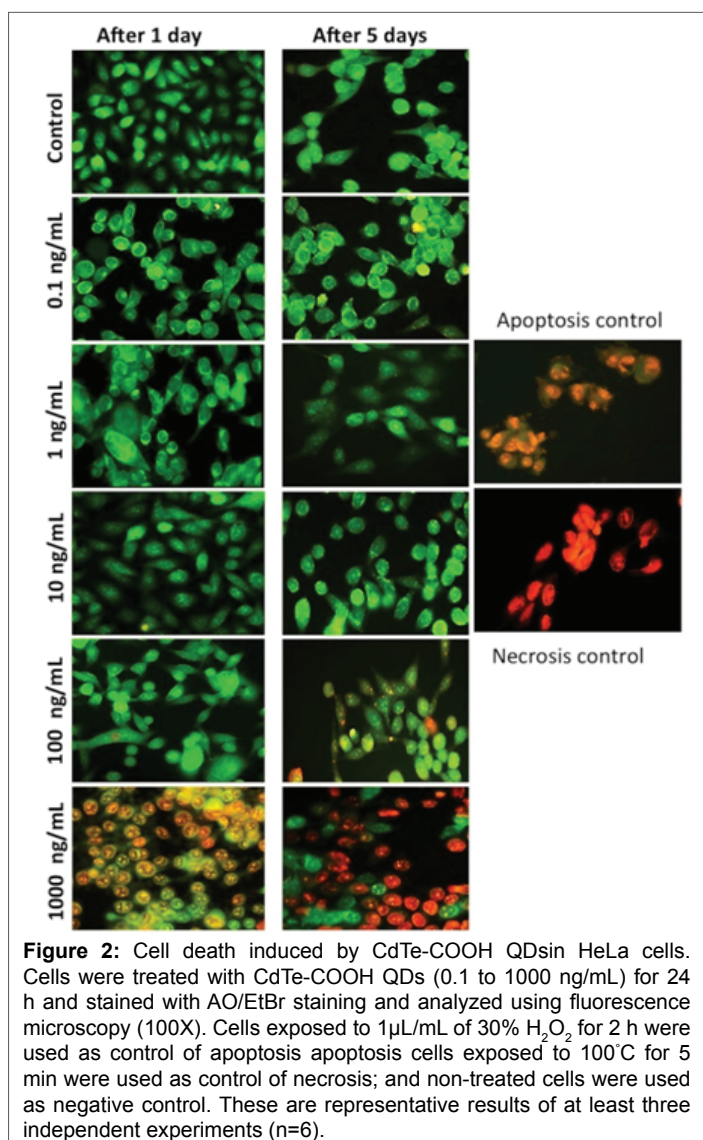 After 1 day After 5 days
Control
0.1 ng/mL
Apoptosis control
1 ng/mL
10 ng/mL
Necrosis control
100 ng/mL
1000 ng/mL
Figure 2: Cell death induced by CdTe-COOH QDsin HeLa cells.
Cells were treated with CdTe-COOH QDs (0.1 to 1000 ng/mL) for 24
h and stained with AO/EtBr staining and analyzed using fluorescence
microscopy (100X). Cells exposed to 1µL/mL of 30% H₂O₂ for 2 h were
used as control of apoptosis apoptosis cells exposed to 100°C for 5
min were used as control of necrosis; and non-treated cells were used
as negative control. These are representative results of at least three
independent experiments (n=6).